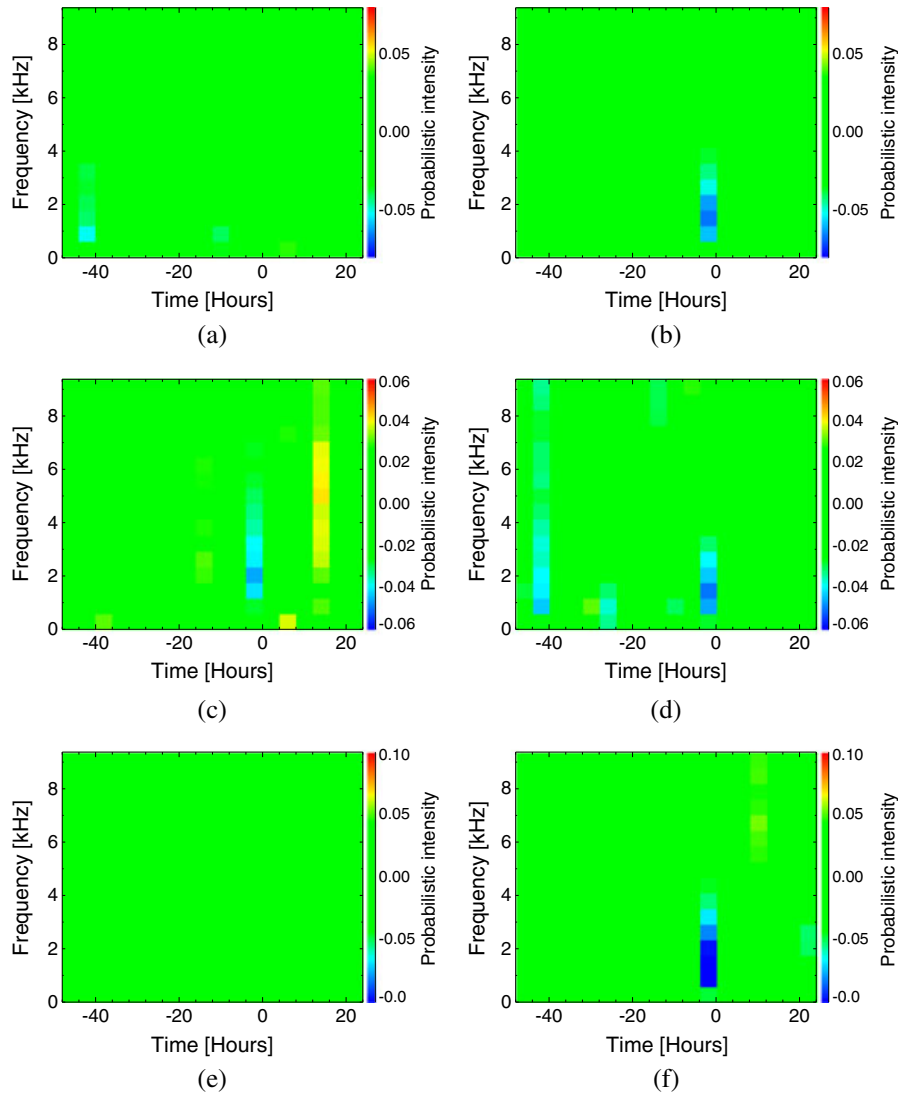 Frequency [kHz]
8
6
4
2
0
-40 -20 0 20
Time [Hours]
0.05
0.00
-0.05
Probabilistic intensity
(a)
Frequency [kHz]
8
6
4
2
0
-40 -20 0 20
Time [Hours]
0.05
0.00
-0.05
Probabilistic intensity
(b)
Frequency [kHz]
8
6
4
2
0
-40 -20 0 20
Time [Hours]
0.06
0.04
0.02
0.00
-0.02
-0.04
-0.06
Probabilistic intensity
(c)
Frequency [kHz]
8
6
4
2
0
-40 -20 0 20
Time [Hours]
0.06
0.04
0.02
0.00
-0.02
-0.04
-0.06
Probabilistic intensity
(d)
Frequency [kHz]
8
6
4
2
0
-40 -20 0 20
Time [Hours]
0.10
0.05
0.00
-0.05
-0.0
Probabilistic intensity
(e)
Frequency [kHz]
8
6
4
2
0
-40 -20 0 20
Time [Hours]
0.10
0.05
0.00
-0.05
-0.0
Probabilistic intensity
(f)